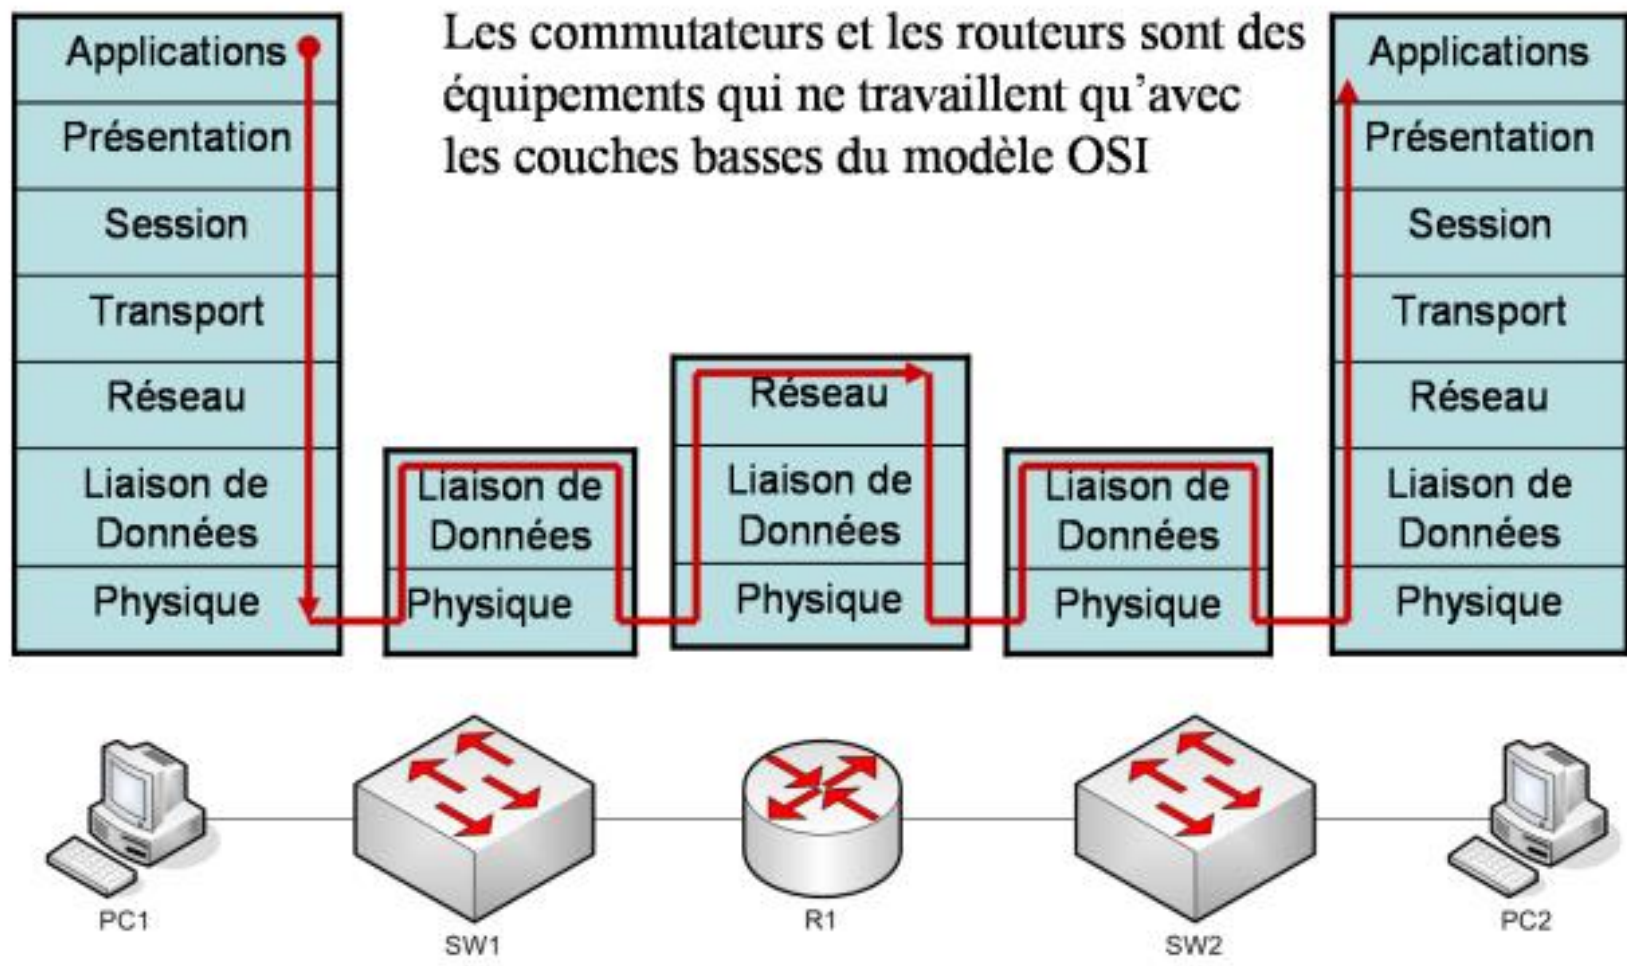 Les commutateurs et les routeurs sont des
équipements qui ne travaillent qu'avec
les couches basses du modèle OSI
Applications
Présentation
Session
Transport
Réseau
Liaison de
Données
Physique
Liaison de
Données
Physique
Réseau
Liaison de
Données
Physique
Liaison de
Données
Physique
Applications
Présentation
Session
Transport
Réseau
Liaison de
Données
Physique
PC1
SW1
R1
SW2
PC2